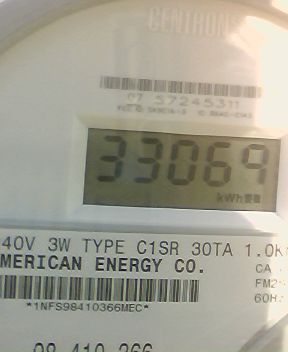 CENTRON
07 57245311
33069
kWh
40V 3W TYPE C1SR 30TA 1.0k
MERICAN ENERGY CO.
CA
FM2
60H
*1NFS98410366MEC*
98 410 366